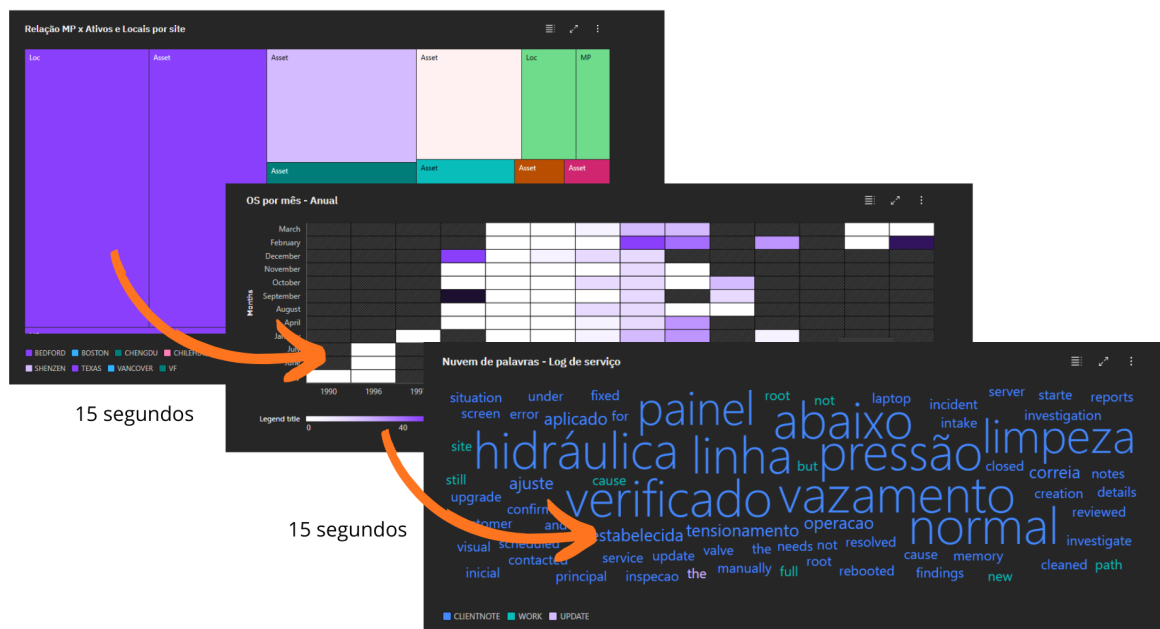 Relação MP x Ativos e Locais por site
Loc Asset Asset Asset Loc MP
Asset Asset Asset Asset
BEDFORD BOSTON CHENGDU
SHENZEN TEXAS VANCOVER VF
15 segundos
OS por mês - Anual
Months
March
February
December
November
October
September
August
April
1990 1996
Legend title
0 40
15 segundos
Nuvem de palavras - Log de serviço
situation under fixed root not laptop incident server starte reports
screen error aplicado for painel abaixo intake investigation
site hidráulica linha but pressão limpeza
still ajuste cause closed correia notes
upgrade verificado vazamento creation details
and normal reviewed
tensionamento operacao
visual scheduled service update valve the needs not resolved cause memory investigate
contacted root cleaned path
inicial principal inspecao the manually full rebooted findings new
CLIENTNOTE WORK UPDATE